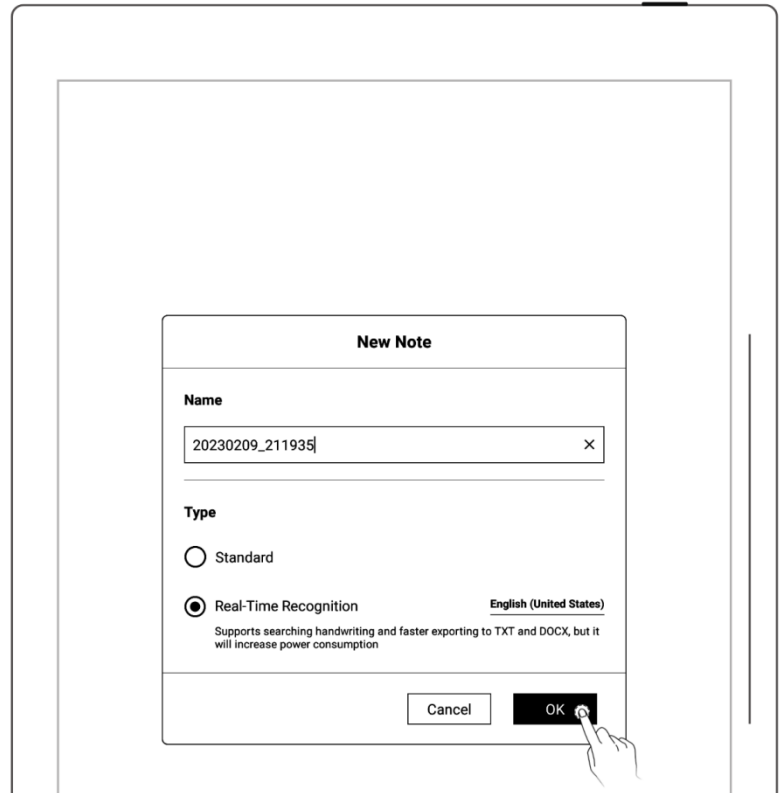 New Note
Name
20230209_211935
Type
Standard
Real-Time Recognition English (United States)
Supports searching handwriting and faster exporting to TXT and DOCX, but it
will increase power consumption
Cancel OK